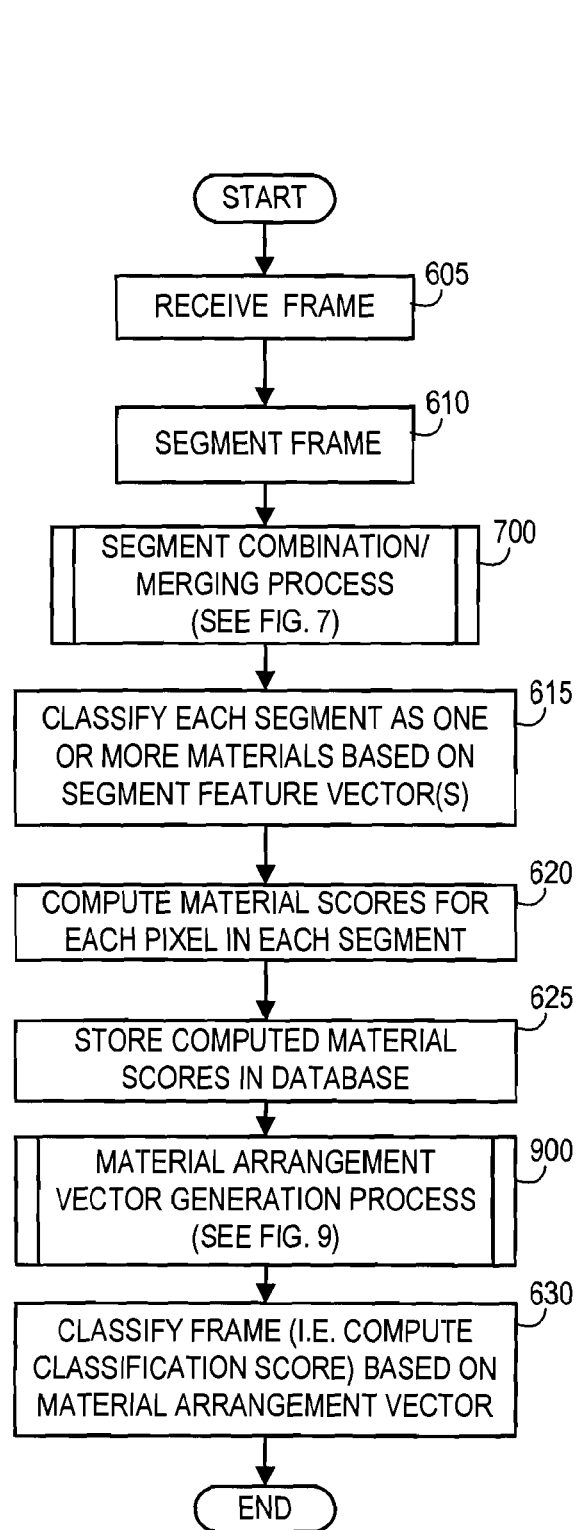 START
605
RECEIVE FRAME
610
SEGMENT FRAME
700
SEGMENT COMBINATION/
MERGING PROCESS
(SEE FIG. 7)
615
CLASSIFY EACH SEGMENT AS ONE
OR MORE MATERIALS BASED ON
SEGMENT FEATURE VECTOR(S)
620
COMPUTE MATERIAL SCORES FOR
EACH PIXEL IN EACH SEGMENT
625
STORE COMPUTED MATERIAL
SCORES IN DATABASE
900
MATERIAL ARRANGEMENT
VECTOR GENERATION PROCESS
(SEE FIG. 9)
630
CLASSIFY FRAME (I.E. COMPUTE
CLASSIFICATION SCORE) BASED ON
MATERIAL ARRANGEMENT VECTOR
END